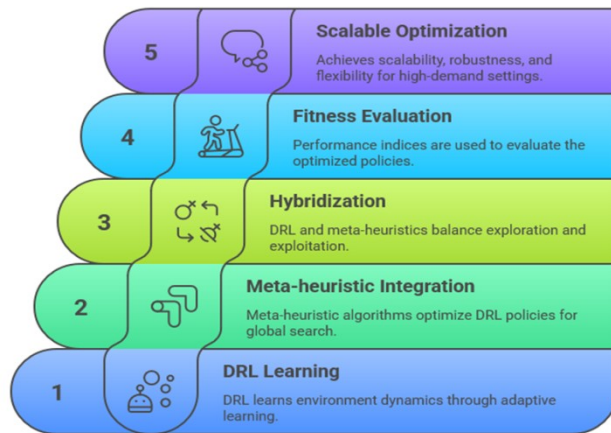 5
Scalable Optimization
Achieves scalability, robustness, and
flexibility for high-demand settings.
4
Fitness Evaluation
Performance indices are used to evaluate the
optimized policies.
3
Hybridization
DRL and meta-heuristics balance exploration and
exploitation.
2
Meta-heuristic Integration
Meta-heuristic algorithms optimize DRL policies for
global search.
1
DRL Learning
DRL learns environment dynamics through adaptive
learning.